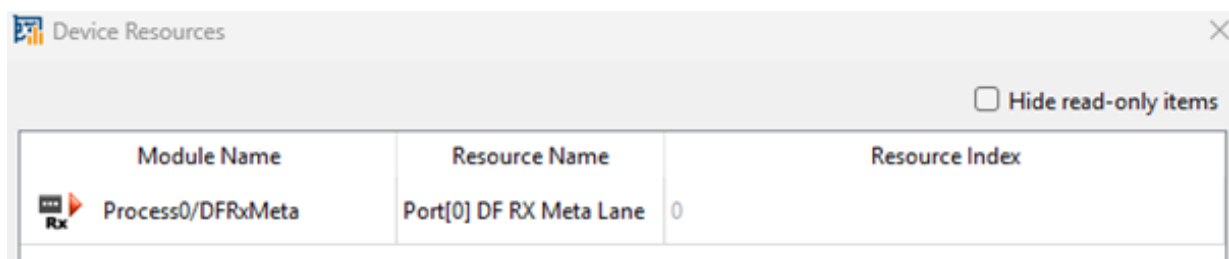 Device Resources
Hide read-only items
Module Name Resource Name Resource Index
Rx Process0/DFRxMeta Port[0] DF RX Meta Lane 0